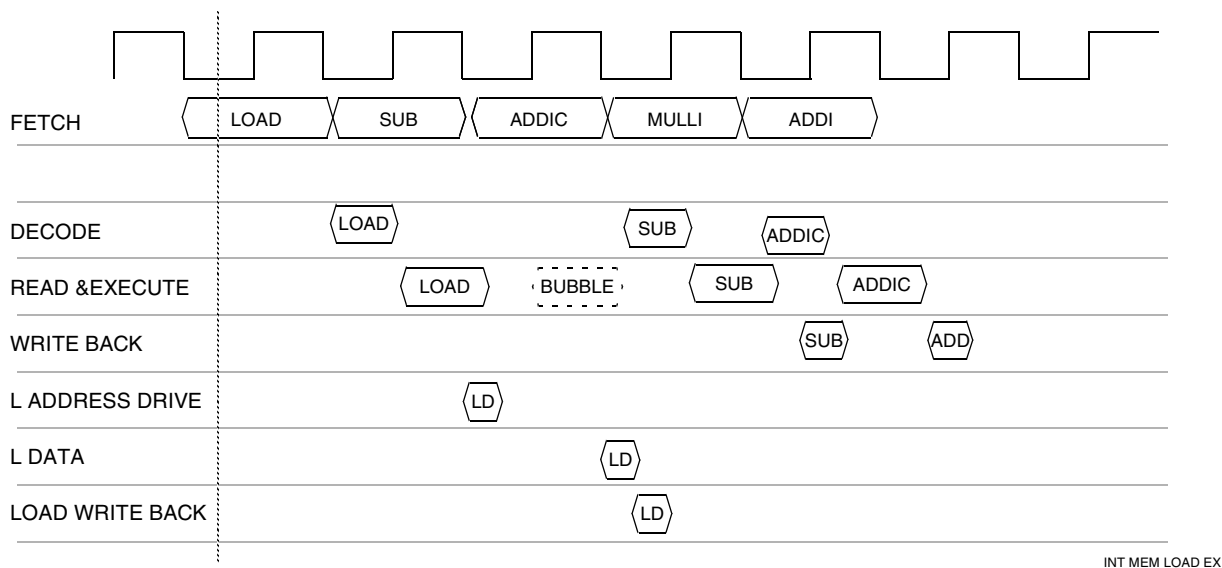 FETCH LOAD SUB ADDIC MULLI ADDI
DECODE LOAD SUB ADDIC
READ &EXECUTE LOAD BUBBLE SUB ADDIC
WRITE BACK SUB ADD
L ADDRESS DRIVE LD
L DATA LD
LOAD WRITE BACK LD
INT MEM LOAD EX